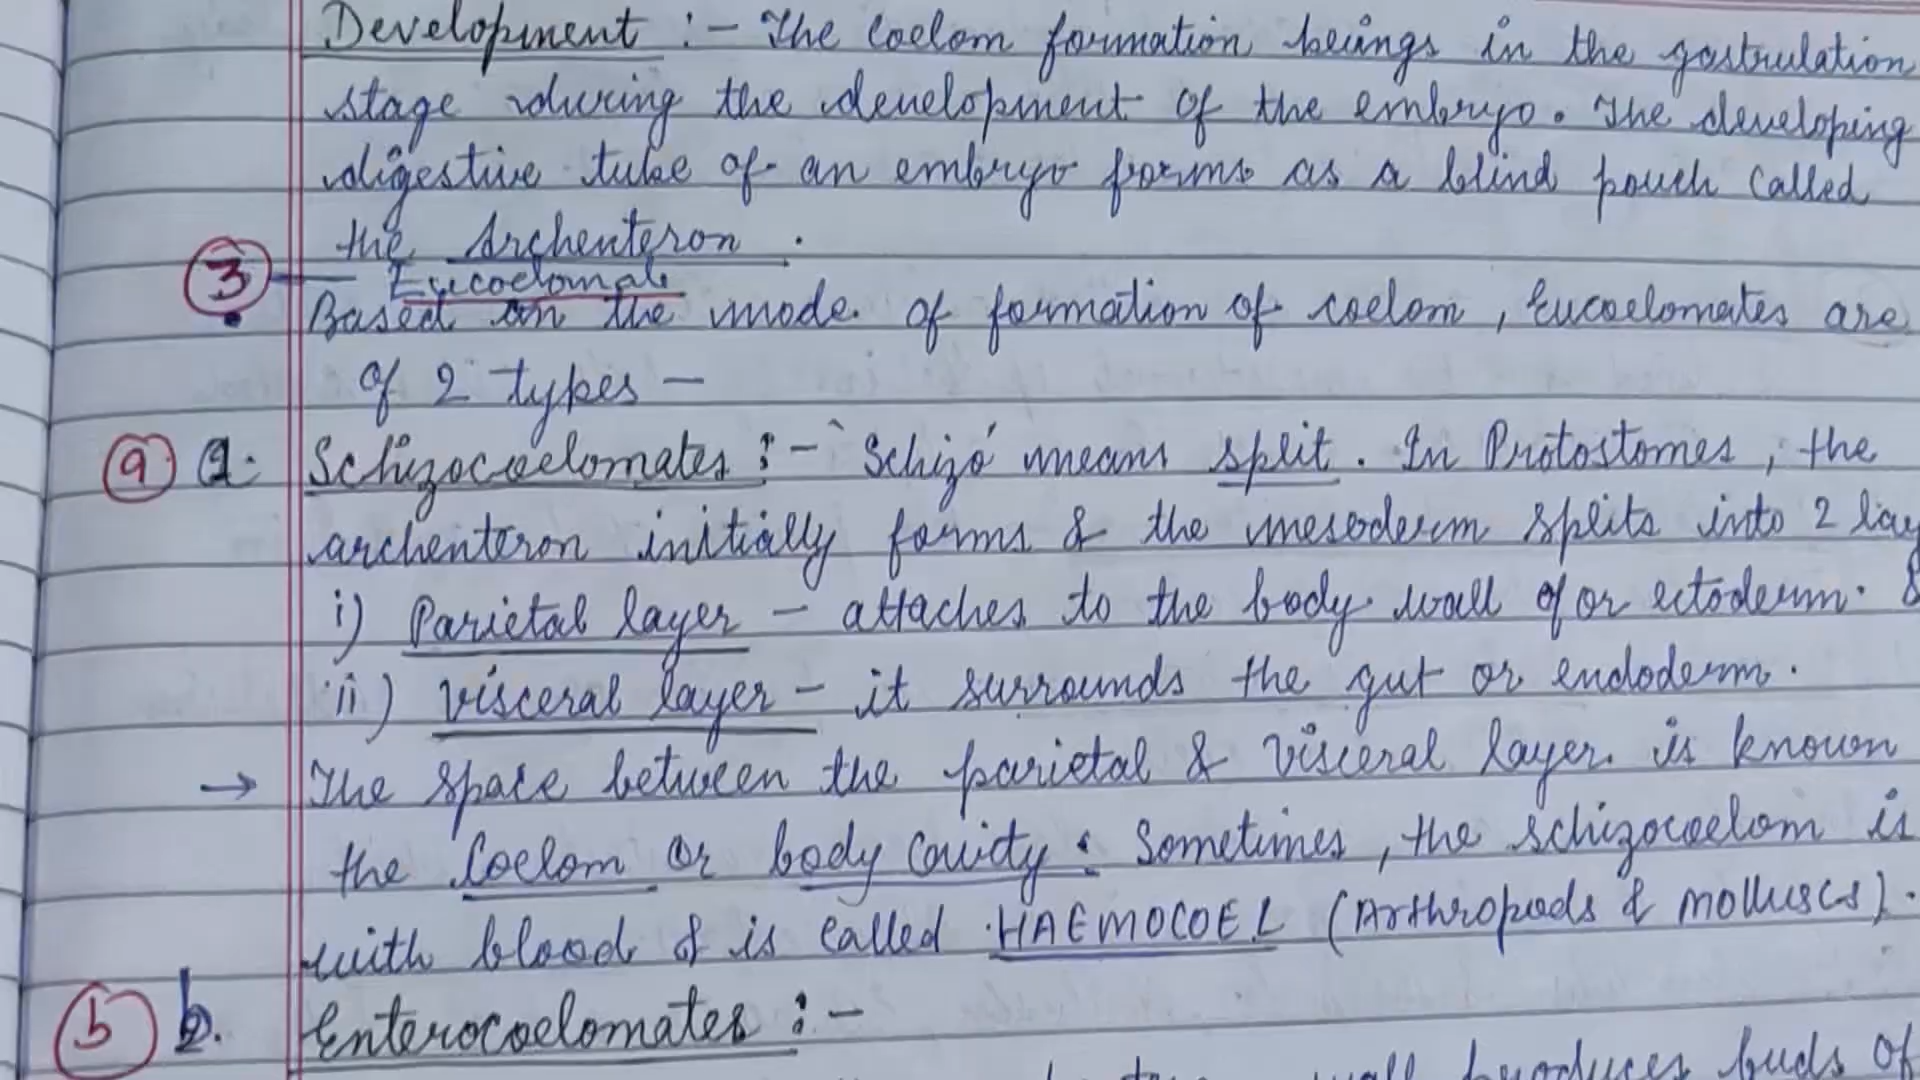 Development :- The Coelom formation beings in the gastrulation
stage during the development of the embryo. The developing
digestive tube of an embryo forms as a blind pouch called
the Archenteron.
3 - Eucoelomate
Based on the mode of formation of coelom, Eucoelomates are
of 2 types -
a a. Schizocoelomates :- 'Schizo' means split. In Protostomes, the
archenteron initially forms & the mesoderm splits into 2 lay
i) Parietal layer - attaches to the body wall of or ectoderm. &
ii) visceral layer - it surrounds the gut or endoderm.
→ The space between the parietal & visceral layer is known
the Coelom or body cavity. Sometimes, the schizocoelom is
with blood & is called HAEMOCOEL (Arthropods & Molluscs).
b b. Enterocoelomates :-
wall produces buds of